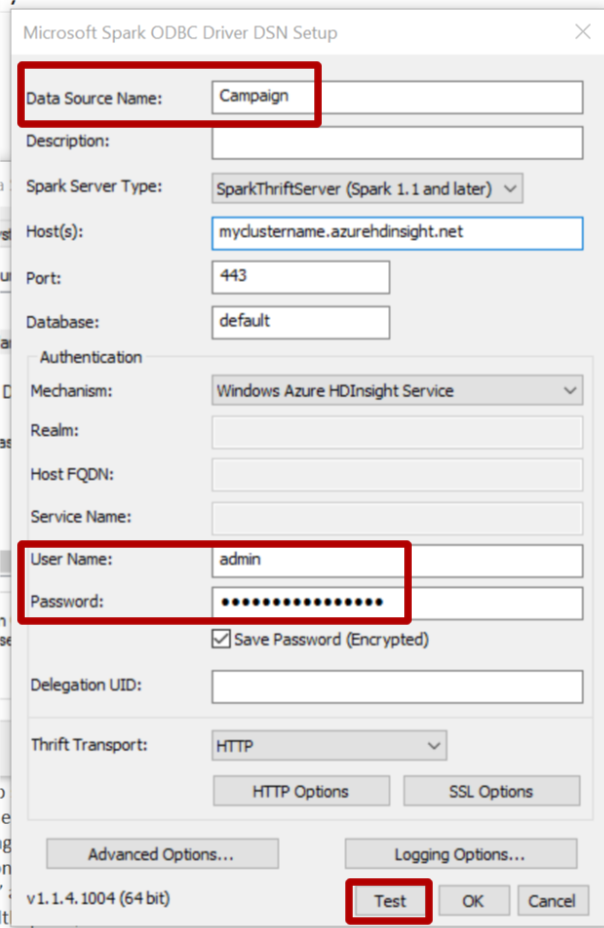 Microsoft Spark ODBC Driver DSN Setup
Data Source Name: Campaign
Description:
Spark Server Type: SparkThriftServer (Spark 1.1 and later)
Host(s): myclustername.azurehdinsight.net
Port: 443
Database: default
Authentication
Mechanism: Windows Azure HDInsight Service
Realm:
Host FQDN:
Service Name:
User Name: admin
Password: ••••••••••••••••
Save Password (Encrypted)
Delegation UID:
Thrift Transport: HTTP
HTTP Options SSL Options
Advanced Options... Logging Options...
v1.1.4.1004 (64 bit) Test OK Cancel